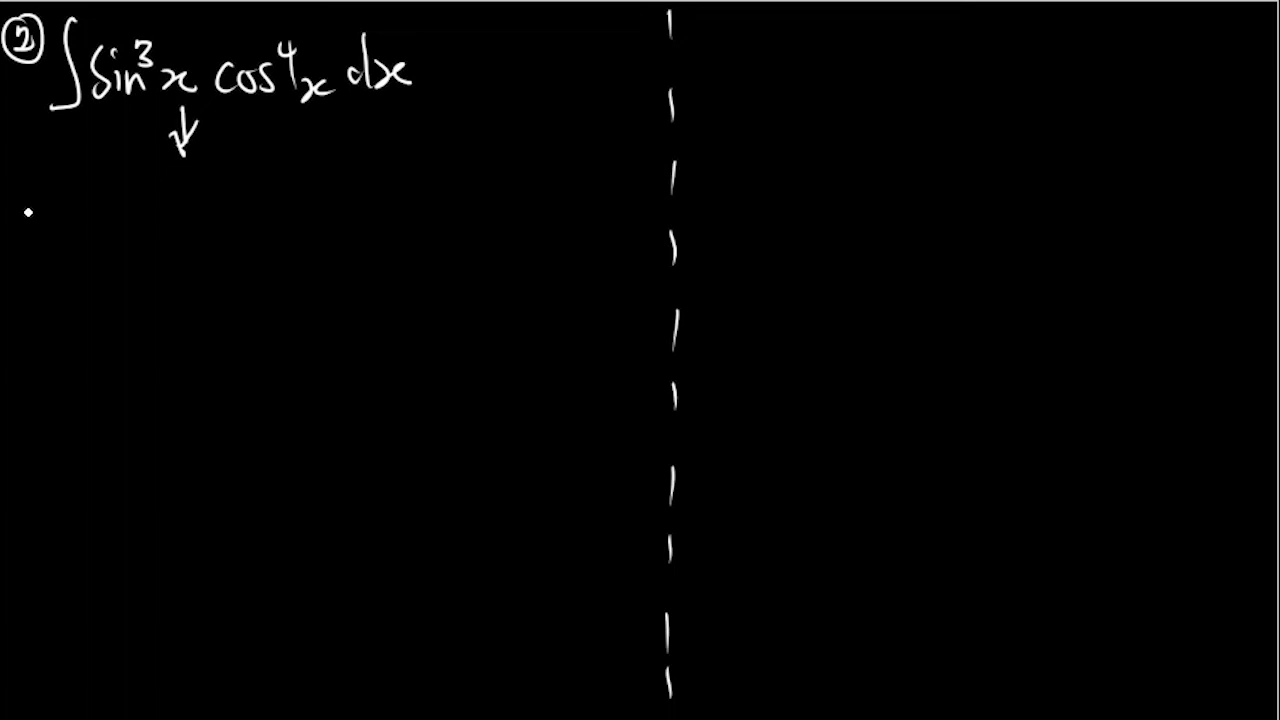 ② ∫ sin³x cos⁴x dx
↓